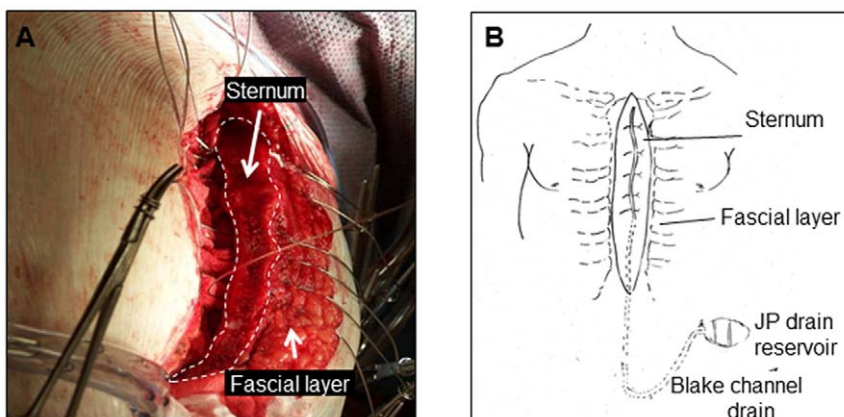 A
Sternum
Fascial layer
B
Sternum
Fascial layer
JP drain
reservoir
Blake channel
drain